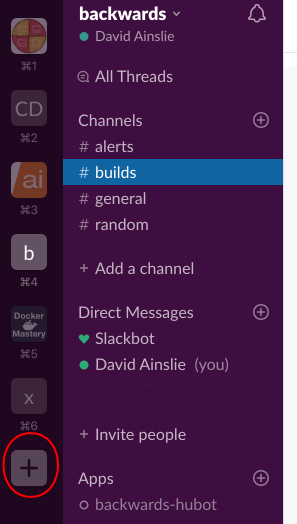 ⌘1
CD
⌘2
ai
⌘3
b
⌘4
Docker
Mastery
⌘5
x
⌘6
+
backwards
David Ainslie
All Threads
Channels
# alerts
# builds
# general
# random
+ Add a channel
Direct Messages
Slackbot
David Ainslie (you)
+ Invite people
Apps
backwards-hubot